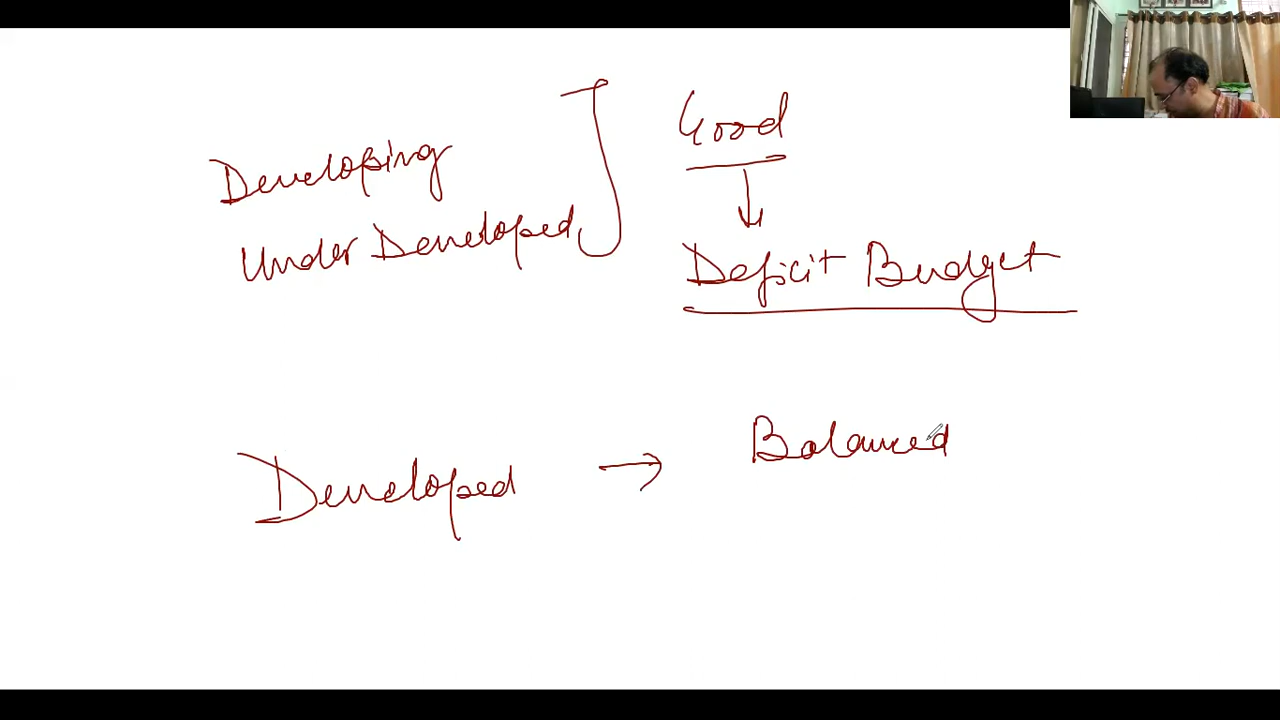 Developing
Under Developed
Good
Deficit Budget
Developed
Balanced